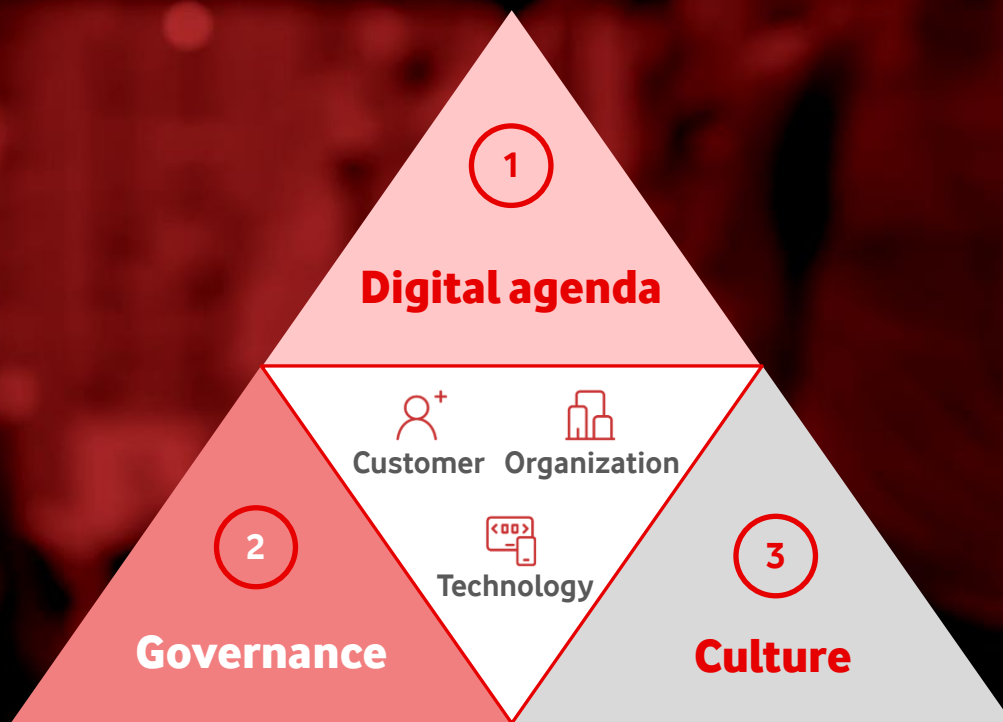 1
Digital agenda
Customer Organization
Technology
2
Governance
3
Culture